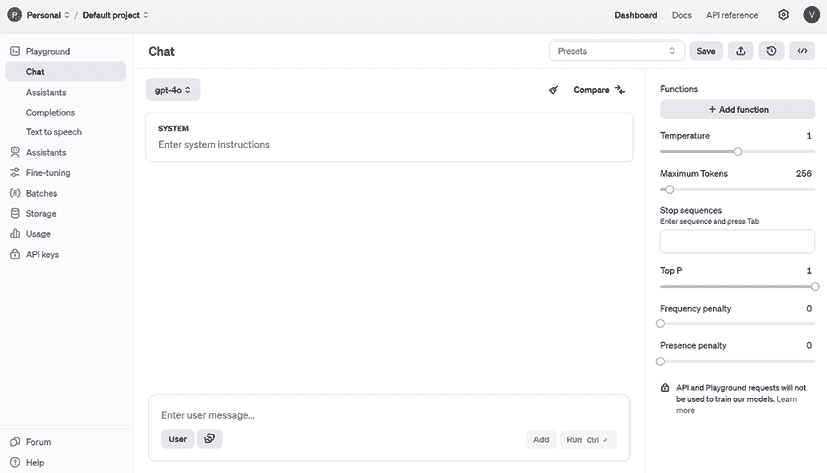 P Personal / Default project
Dashboard Docs API reference V
Playground
Chat
Assistants
Completions
Text to speech
Assistants
Fine-tuning
Batches
Storage
Usage
API keys
Forum
Help
Chat
Presets Save
gpt-4o Compare
SYSTEM
Enter system instructions
Enter user message...
User Add Run Ctrl
Functions
+ Add function
Temperature 1
Maximum Tokens 256
Stop sequences
Enter sequence and press Tab
Top P 1
Frequency penalty 0
Presence penalty 0
API and Playground requests will not
be used to train our models. Learn
more